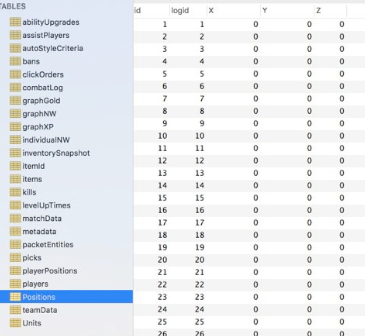 TABLES
abilityUpgrades
assistPlayers
autoStyleCriteria
bans
clickOrders
combatLog
graphGold
graphNW
graphXP
individualNW
inventorySnapshot
itemId
items
kills
levelUpTimes
matchData
metadata
packetEntities
picks
playerPositions
players
Positions
teamData
Units
id logid X Y Z
1 1 0 0 0
2 2 0 0 0
3 3 0 0 0
4 4 0 0 0
5 5 0 0 0
6 6 0 0 0
7 7 0 0 0
8 8 0 0 0
9 9 0 0 0
10 10 0 0 0
11 11 0 0 0
12 12 0 0 0
13 13 0 0 0
14 14 0 0 0
15 15 0 0 0
16 16 0 0 0
17 17 0 0 0
18 18 0 0 0
19 19 0 0 0
20 20 0 0 0
21 21 0 0 0
22 22 0 0 0
23 23 0 0 0
24 24 0 0 0
25 25 0 0 0
26 26 0 0 0